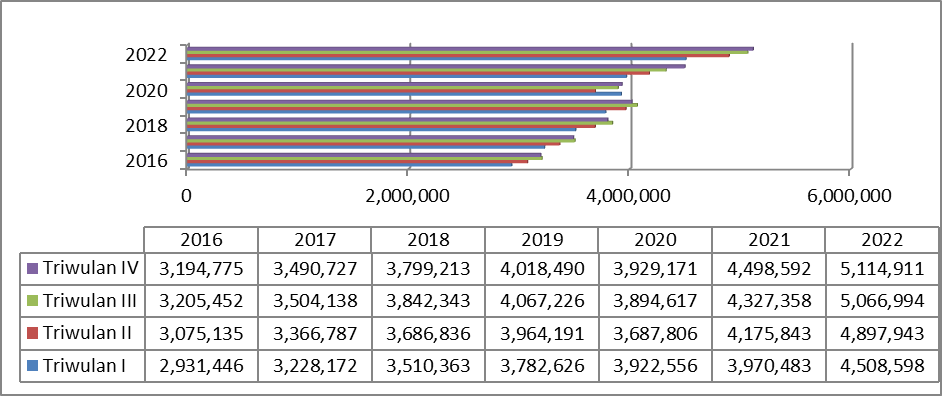 2022
2020
2018
2016
0 2,000,000 4,000,000 6,000,000
2016 2017 2018 2019 2020 2021 2022
Triwulan IV 3,194,775 3,490,727 3,799,213 4,018,490 3,929,171 4,498,592 5,114,911
Triwulan III 3,205,452 3,504,138 3,842,343 4,067,226 3,894,617 4,327,358 5,066,994
Triwulan II 3,075,135 3,366,787 3,686,836 3,964,191 3,687,806 4,175,843 4,897,943
Triwulan I 2,931,446 3,228,172 3,510,363 3,782,626 3,922,556 3,970,483 4,508,598